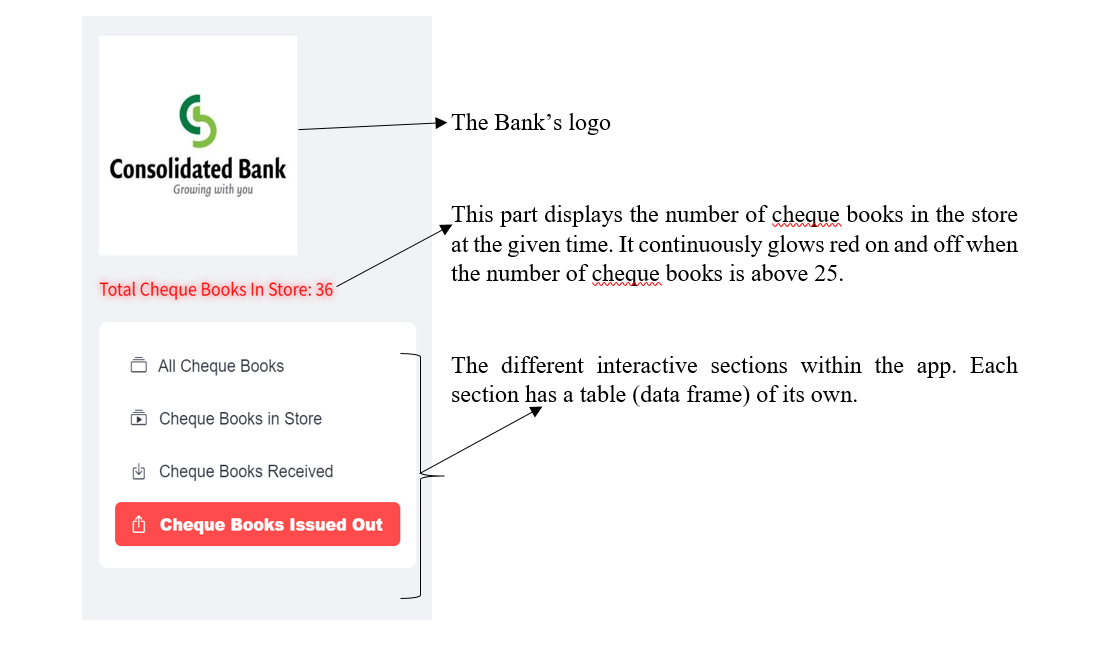 Consolidated Bank
Growing with you
The Bank’s logo
This part displays the number of cheque books in the store
at the given time. It continuously glows red on and off when
the number of cheque books is above 25.
Total Cheque Books In Store: 36
The different interactive sections within the app. Each
section has a table (data frame) of its own.
All Cheque Books
Cheque Books in Store
Cheque Books Received
Cheque Books Issued Out